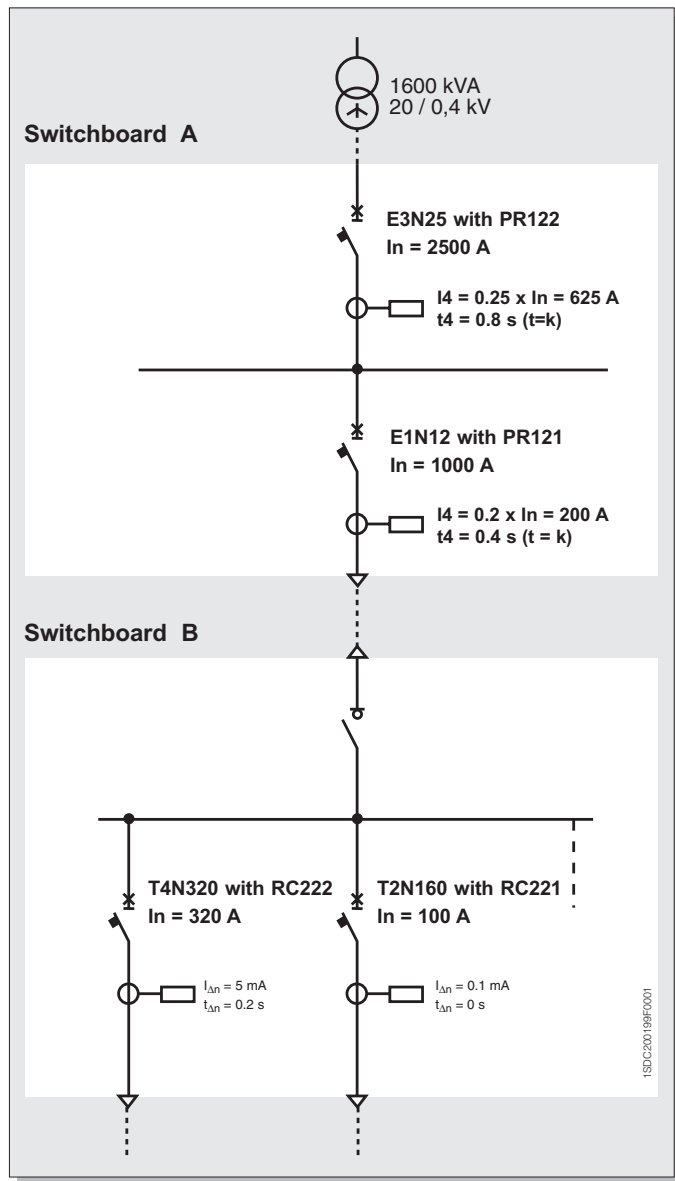 1600 kVA
20 / 0,4 kV
Switchboard A
E3N25 with PR122
In = 2500 A
I4 = 0.25 x In = 625 A
t4 = 0.8 s (t=k)
E1N12 with PR121
In = 1000 A
I4 = 0.2 x In = 200 A
t4 = 0.4 s (t = k)
Switchboard B
T4N320 with RC222
In = 320 A
T2N160 with RC221
In = 100 A
IΔn = 5 mA
tΔn = 0.2 s
IΔn = 0.1 mA
tΔn = 0 s
1SDC200199F0001